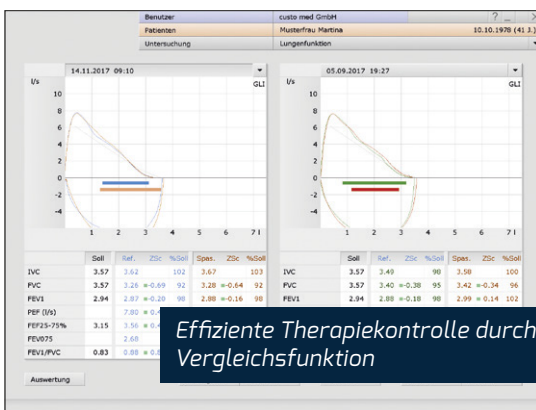 Benutzer custo med GmbH ? _
Patienten Musterfrau Martina 10.10.1978 (41 J.)
Untersuchung Lungenfunktion
14.11.2017 09:10 05.09.2017 19:27
l/s GLI l/s GLI
10 10
8 8
6 6
4 4
2 2
0 0
-2 -2
-4 -4
1 2 3 4 5 6 7 l 1 2 3 4 5 6 7 l
Soll Ref. ZSc %Soll Spas. ZSc %Soll Soll Ref. ZSc %Soll Spas. ZSc %Soll
IVC 3.57 3.62 102 3.67 103 IVC 3.57 3.49 98 3.58 100
FVC 3.57 3.26 =-0.69 92 3.28 =-0.64 92 FVC 3.57 3.40 =-0.38 95 3.42 =-0.34 96
FEV1 2.94 2.87 =-0.20 98 2.88 =-0.16 98 FEV1 2.94 2.88 =-0.18 98 2.99 = 0.14 102
PEF (l/s) 7.80
FEF25-75% 3.15 3.56
FEV075 2.68
FEV1/FVC 0.83 0.88
Effiziente Therapiekontrolle durch
Vergleichsfunktion
Auswertung